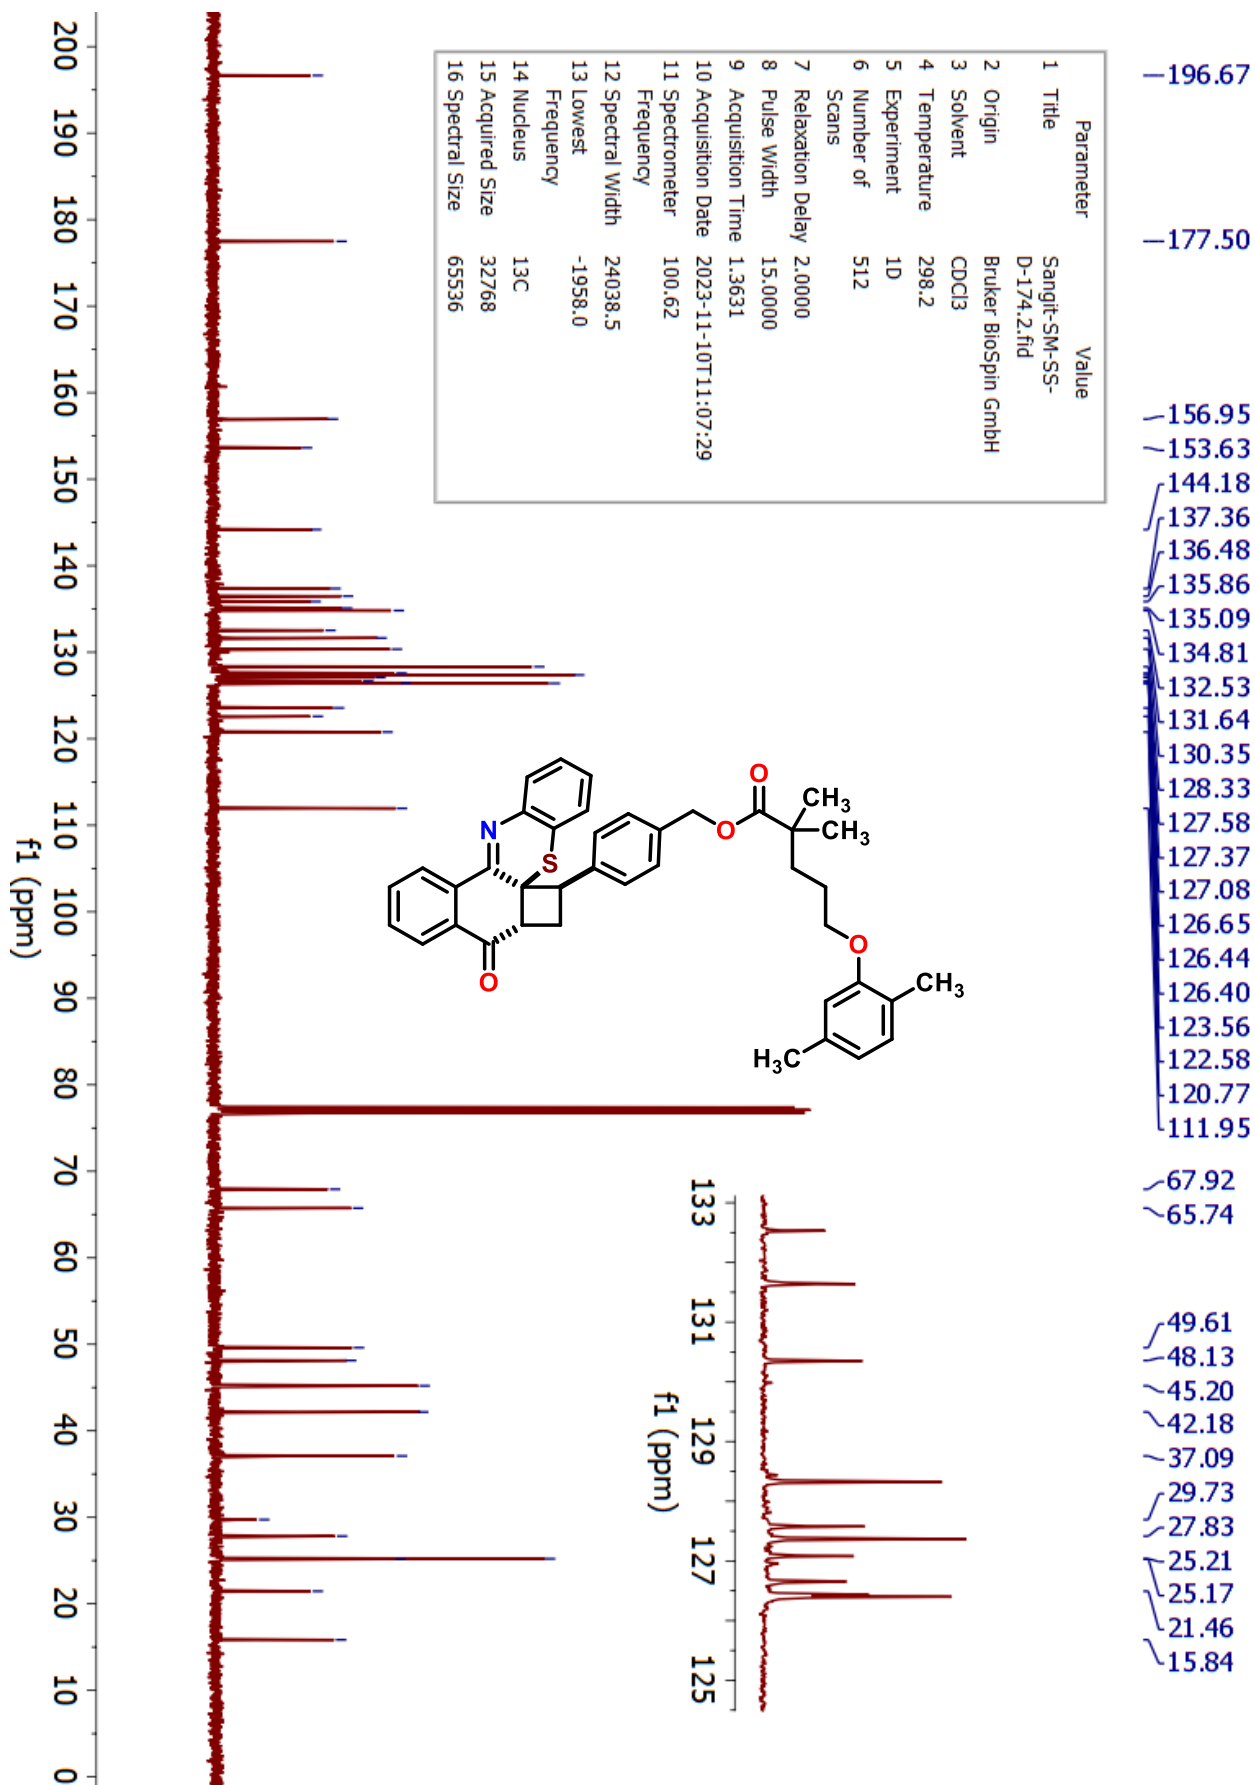 Parameter Value
1 Title Sangit-SM-SS-
D-174.2.fid
2 Origin Bruker BioSpin GmbH
3 Solvent CDCl3
4 Temperature 298.2
5 Experiment 1D
6 Number of 512
Scans
7 Relaxation Delay 2.0000
8 Pulse Width 15.0000
9 Acquisition Time 1.3631
10 Acquisition Date 2023-11-10T11:07:29
11 Spectrometer 100.62
Frequency
12 Spectral Width 24038.5
13 Lowest -1958.0
Frequency
14 Nucleus 13C
15 Acquired Size 32768
16 Spectral Size 65536
196.67
177.50
156.95
153.63
144.18
137.36
136.48
135.86
135.09
134.81
132.53
131.64
130.35
128.33
127.58
127.37
127.08
126.65
126.44
126.40
123.56
122.58
120.77
111.95
67.92
65.74
49.61
48.13
45.20
42.18
37.09
29.73
27.83
25.21
25.17
21.46
15.84
O
CH3
N
O
CH3
S
O
O
CH3
H3C
133 131 129 127 125
f1 (ppm)
200 190 180 170 160 150 140 130 120 110 100 90 80 70 60 50 40 30 20 10 0
f1 (ppm)